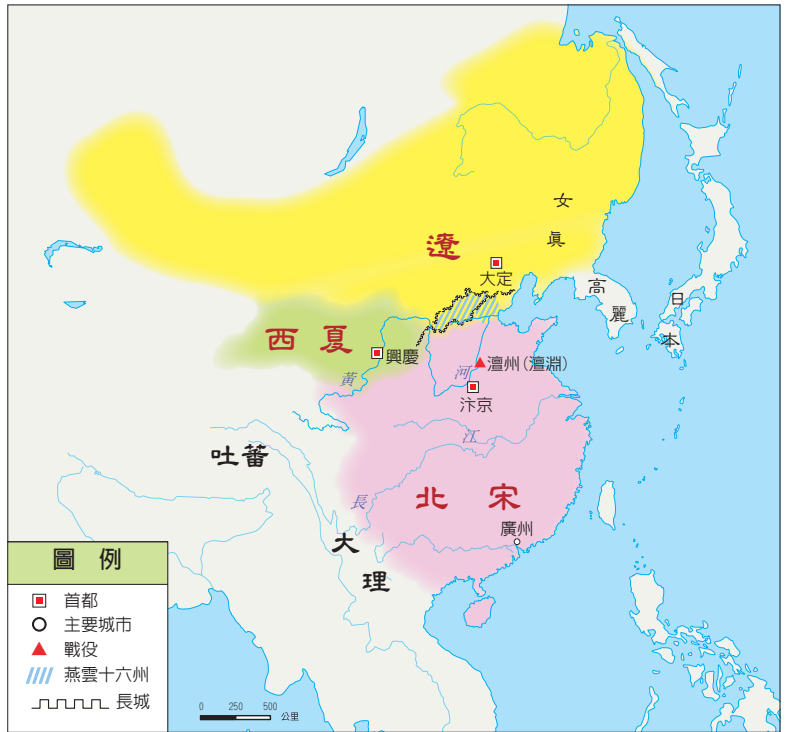 女
真
遼
大定
高
麗
日
本
西夏
興慶
黃
河
澶州(澶淵)
汴京
江
吐蕃
長
北宋
廣州
大
理
圖例
首都
主要城市
戰役
燕雲十六州
長城
0 250 500
公里